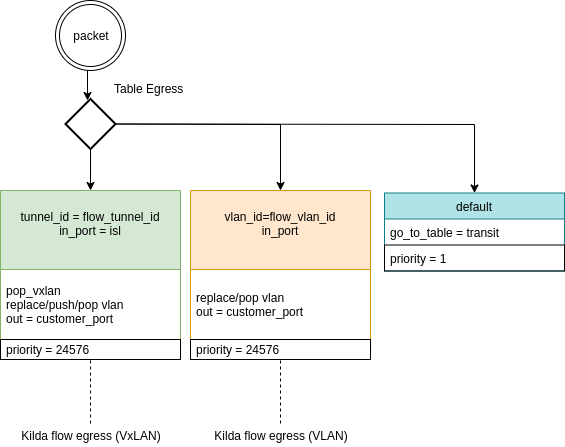 packet
Table Egress
tunnel_id = flow_tunnel_id
in_port = isl
pop_vxlan
replace/push/pop vlan
out = customer_port
priority = 24576
Kilda flow egress (VxLAN)
vlan_id=flow_vlan_id
in_port
replace/pop vlan
out = customer_port
priority = 24576
Kilda flow egress (VLAN)
default
go_to_table = transit
priority = 1